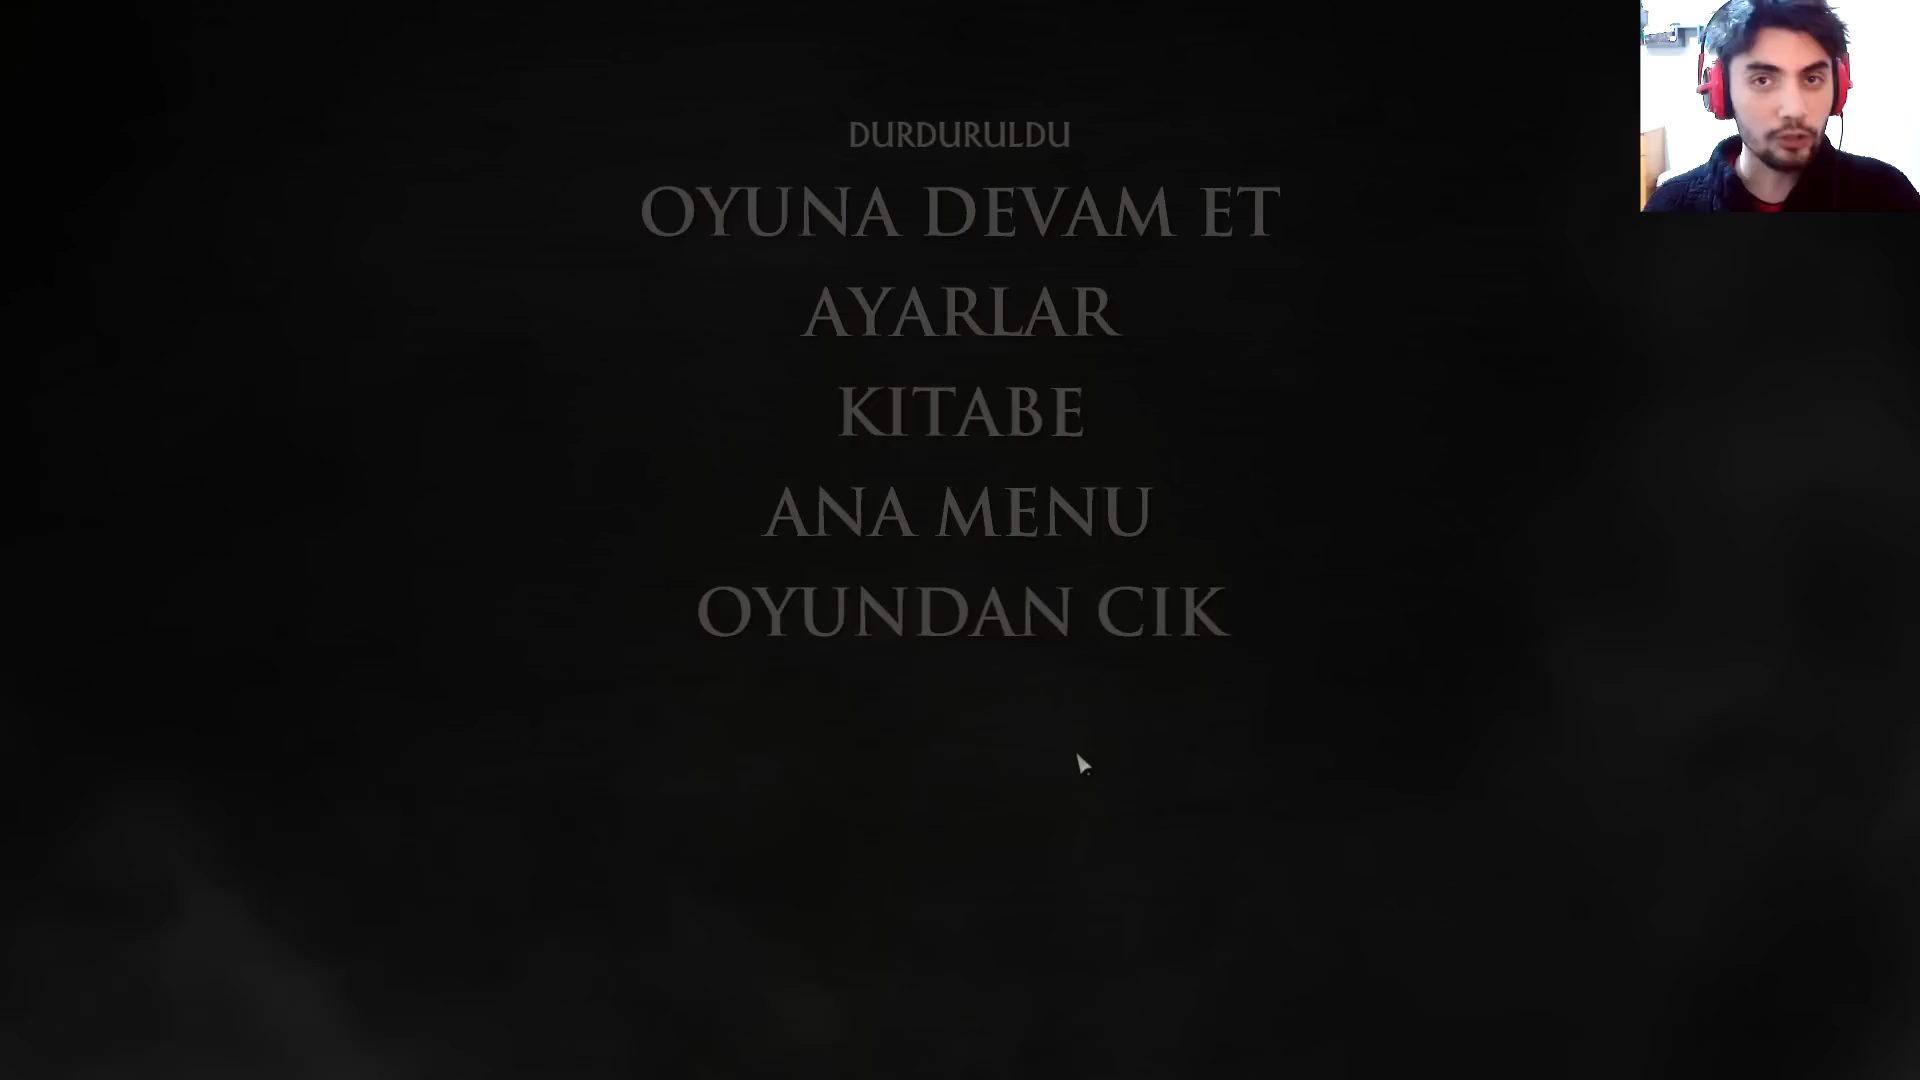 DURDURULDU
OYUNA DEVAM ET
AYARLAR
KITABE
ANA MENU
OYUNDAN CIK